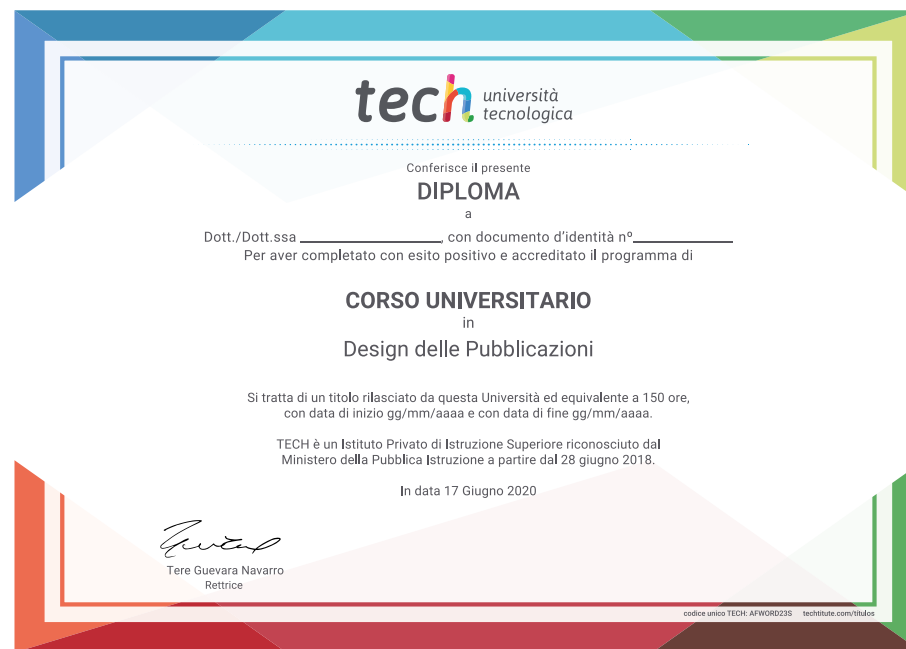 tech università
tecnologica
Conferisce il presente
DIPLOMA
a
Dott./Dott.ssa ________________, con documento d'identità nº____________
Per aver completato con esito positivo e accreditato il programma di
CORSO UNIVERSITARIO
in
Design delle Pubblicazioni
Si tratta di un titolo rilasciato da questa Università ed equivalente a 150 ore,
con data di inizio gg/mm/aaaa e con data di fine gg/mm/aaaa.
TECH è un Istituto Privato di Istruzione Superiore riconosciuto dal
Ministero della Pubblica Istruzione a partire dal 28 giugno 2018.
In data 17 Giugno 2020
Tere Guevara Navarro
Rettrice
codice unico TECH: AFWORD23S techtitute.com/titulos